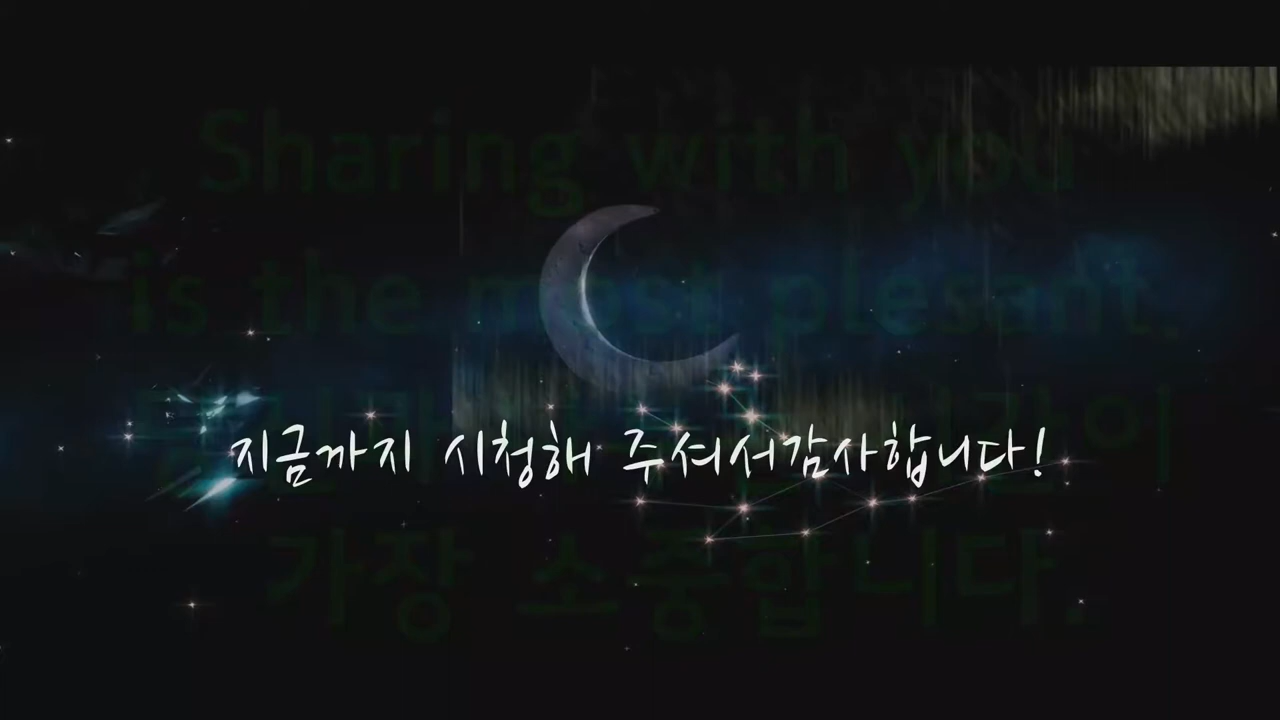 Sharing with you
is the most plesant.
지금까지 시청해 주셔서감사합니다!
가장 소중합니다.